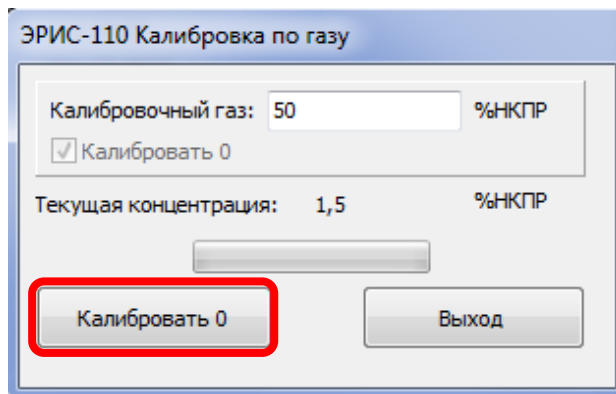 ЭРИС-110 Калибровка по газу
Калибровочный газ: 50 %НКПР
Калибровать 0
Текущая концентрация: 1,5 %НКПР
Калибровать 0 Выход